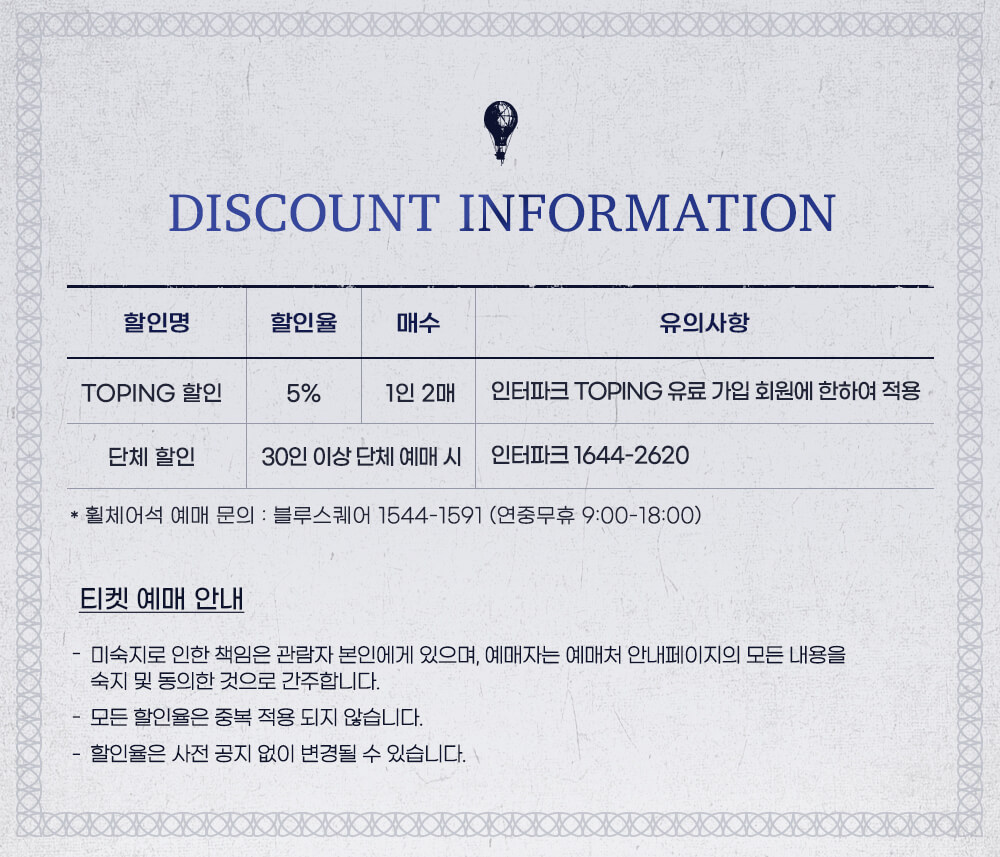 DISCOUNT INFORMATION
할인명 할인율 매수 유의사항
TOPING 할인 5% 1인 2매 인터파크 TOPING 유료 가입 회원에 한하여 적용
단체 할인 30인 이상 단체 예매 시 인터파크 1644-2620
* 휠체어석 예매 문의 : 블루스퀘어 1544-1591 (연중무휴 9:00-18:00)
티켓 예매 안내
- 미숙지로 인한 책임은 관람자 본인에게 있으며, 예매자는 예매처 안내페이지의 모든 내용을
숙지 및 동의한 것으로 간주합니다.
- 모든 할인율은 중복 적용 되지 않습니다.
- 할인율은 사전 공지 없이 변경될 수 있습니다.